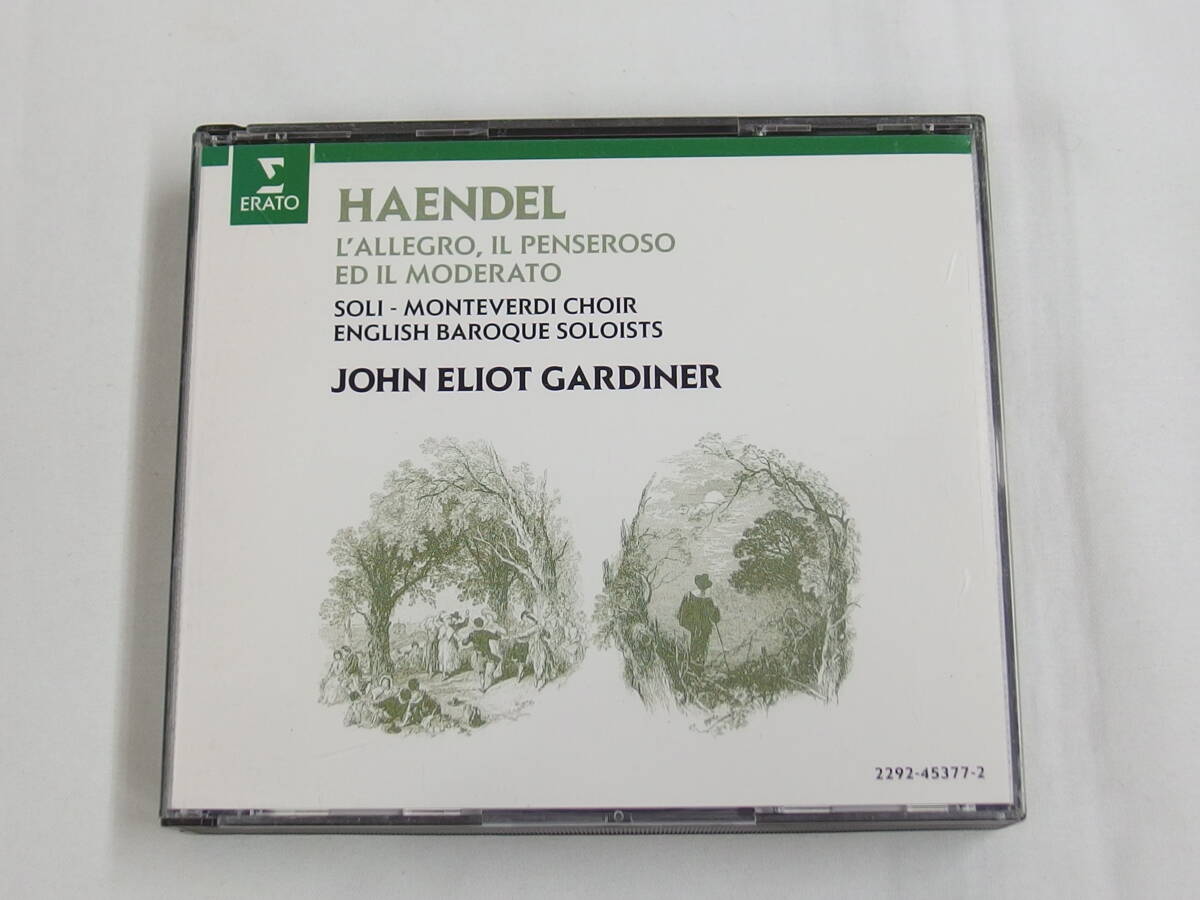 ERATO
HAENDEL
L'ALLEGRO, IL PENSEROSO
ED IL MODERATO
SOLI - MONTEVERDI CHOIR
ENGLISH BAROQUE SOLOISTS
JOHN ELIOT GARDINER
2292-45377-2